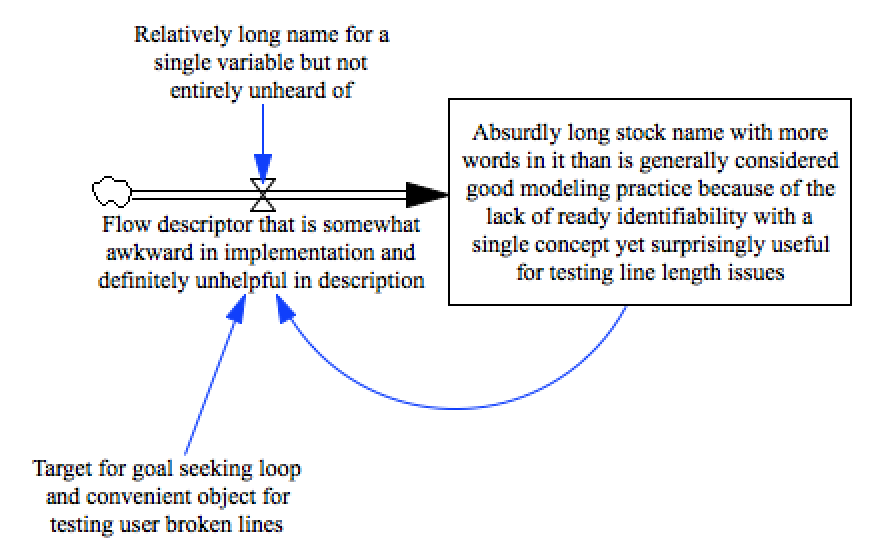 Relatively long name for a
single variable but not
entirely unheard of
Absurdly long stock name with more
words in it than is generally considered
good modeling practice because of the
lack of ready identifiability with a
single concept yet surprisingly useful
for testing line length issues
Flow descriptor that is somewhat
awkward in implementation and
definitely unhelpful in description
Target for goal seeking loop
and convenient object for
testing user broken lines